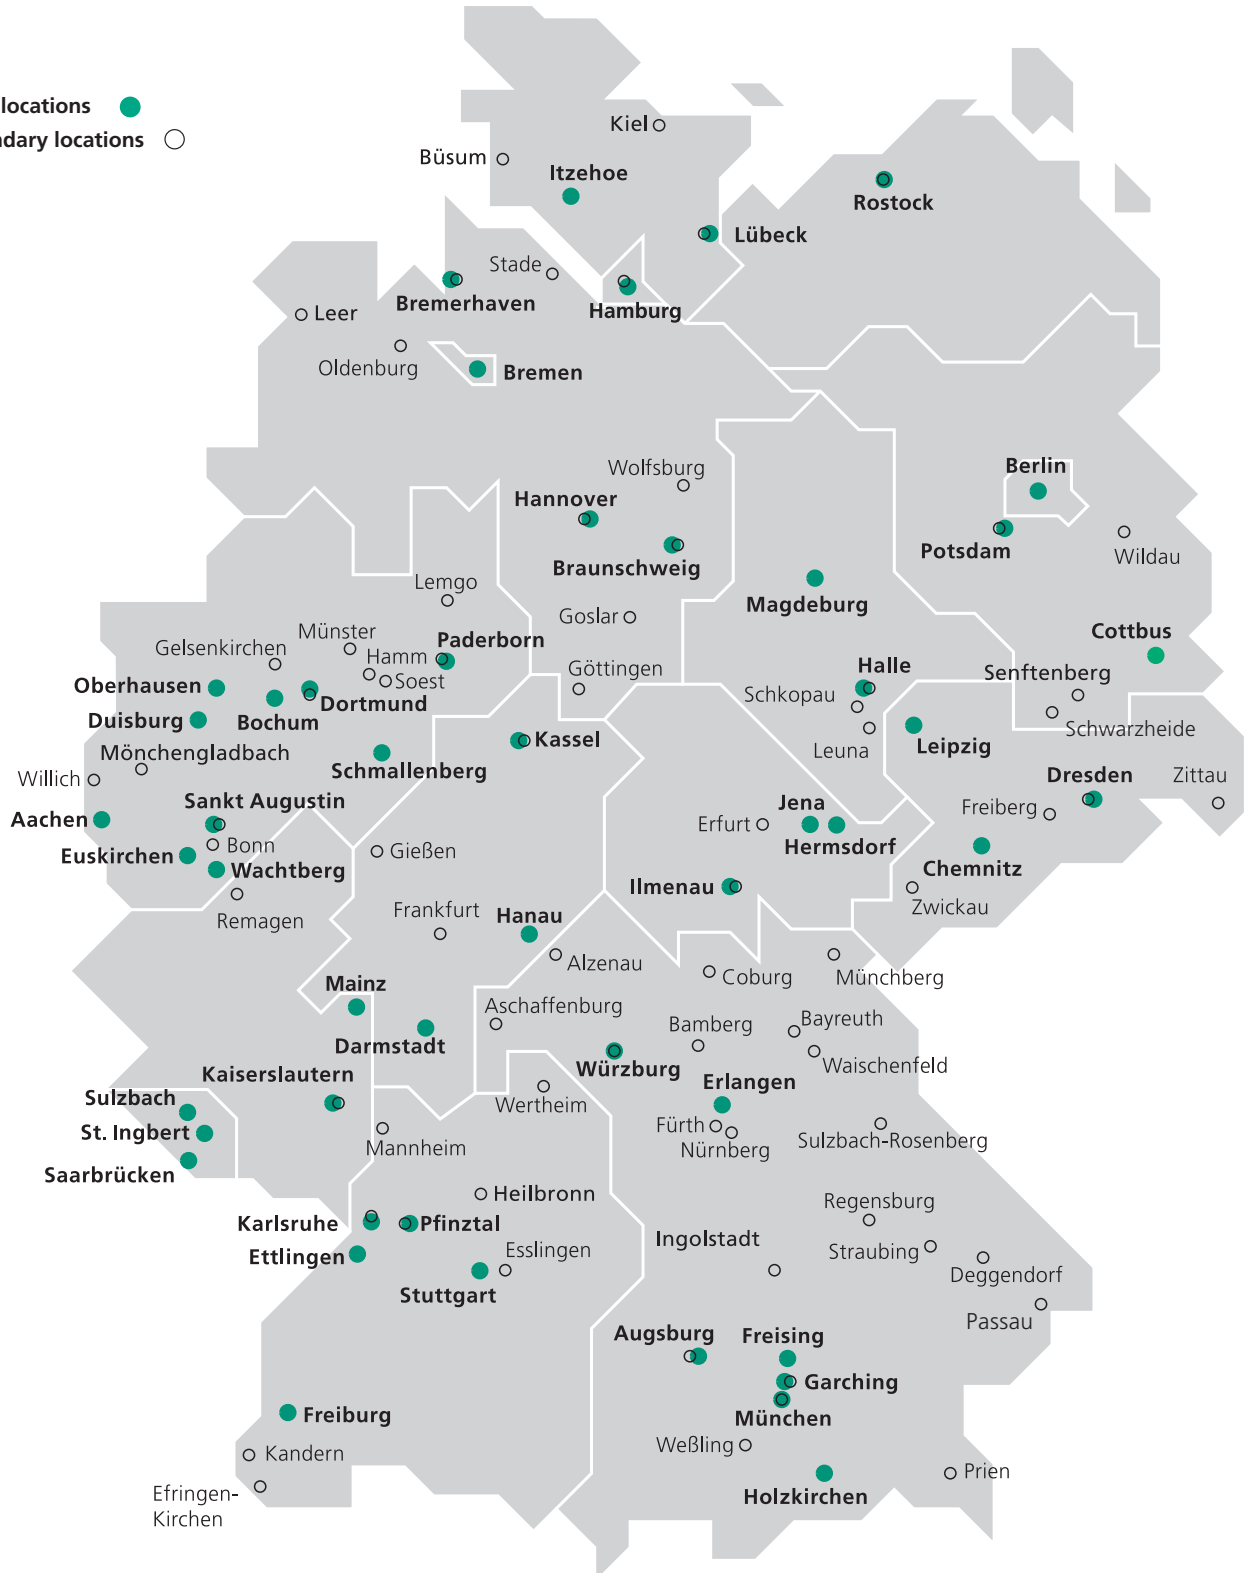 locations
dary locations
Kiel
Büsum
Itzehoe
Rostock
Lübeck
Stade
Bremerhaven
Hamburg
Leer
Oldenburg
Bremen
Wolfsburg
Berlin
Hannover
Potsdam
Wildau
Braunschweig
Lemgo
Magdeburg
Goslar
Münster
Paderborn
Cottbus
Gelsenkirchen
Hamm
Göttingen
Halle
Senftenberg
Oberhausen
Soest
Schkopau
Dortmund
Duisburg
Bochum
Schwarzheide
Kassel
Leuna
Leipzig
Mönchengladbach
Schmallenberg
Willich
Dresden
Zittau
Sankt Augustin
Jena
Freiberg
Aachen
Erfurt
Bonn
Gießen
Hermsdorf
Euskirchen
Wachtberg
Chemnitz
Ilmenau
Zwickau
Remagen
Frankfurt
Hanau
Alzenau
Coburg
Münchberg
Mainz
Aschaffenburg
Bamberg
Bayreuth
Darmstadt
Würzburg
Waischenfeld
Kaiserslautern
Erlangen
Sulzbach
Wertheim
St. Ingbert
Fürth
Mannheim
Nürnberg
Sulzbach-Rosenberg
Saarbrücken
Heilbronn
Regensburg
Karlsruhe
Pfinztal
Ingolstadt
Ettlingen
Esslingen
Straubing
Deggendorf
Stuttgart
Passau
Augsburg
Freising
Garching
Freiburg
München
Weßling
Kandern
Prien
Efringen-
Kirchen
Holzkirchen